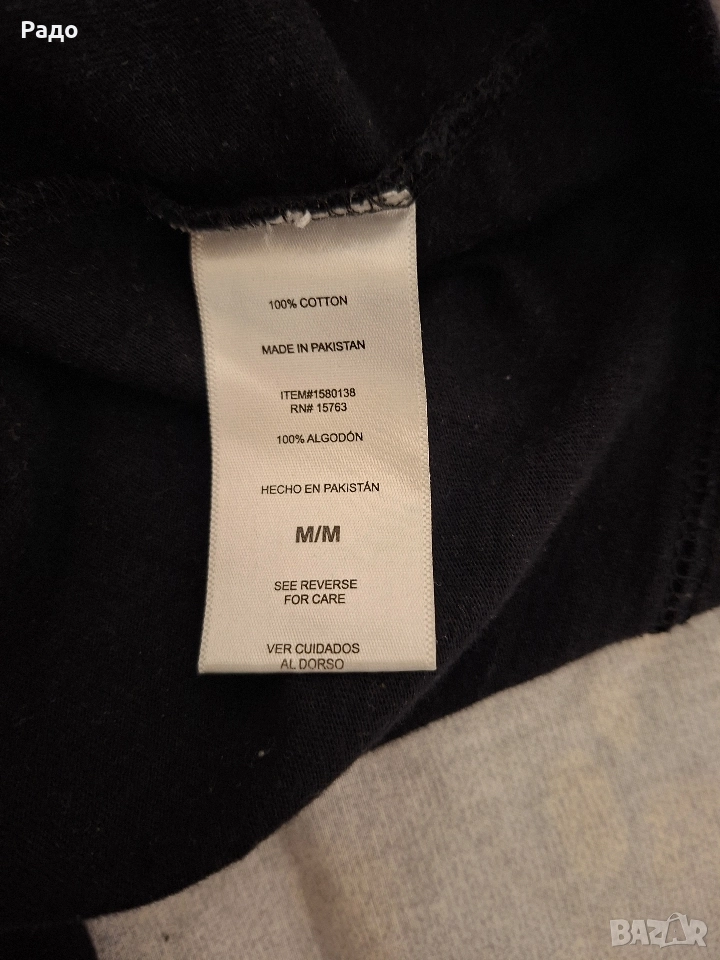 Радо
100% COTTON
MADE IN PAKISTAN
ITEM#1580138
RN# 15763
100% ALGODÓN
HECHO EN PAKISTÁN
M/M
SEE REVERSE
FOR CARE
VER CUIDADOS
AL DORSO
BAZAR